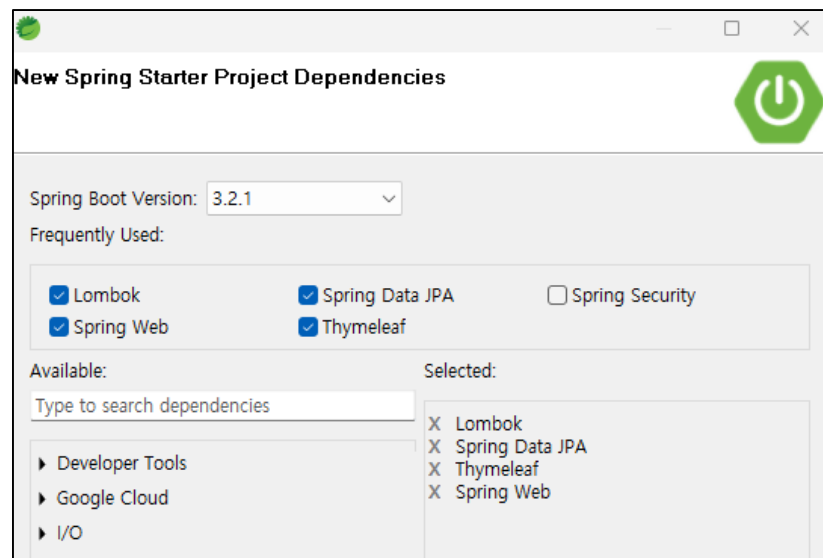 New Spring Starter Project Dependencies
Spring Boot Version: 3.2.1
Frequently Used:
Lombok Spring Data JPA Spring Security
Spring Web Thymeleaf
Available: Selected:
Type to search dependencies
X Lombok
X Spring Data JPA
Developer Tools
X Thymeleaf
Google Cloud
X Spring Web
I/O